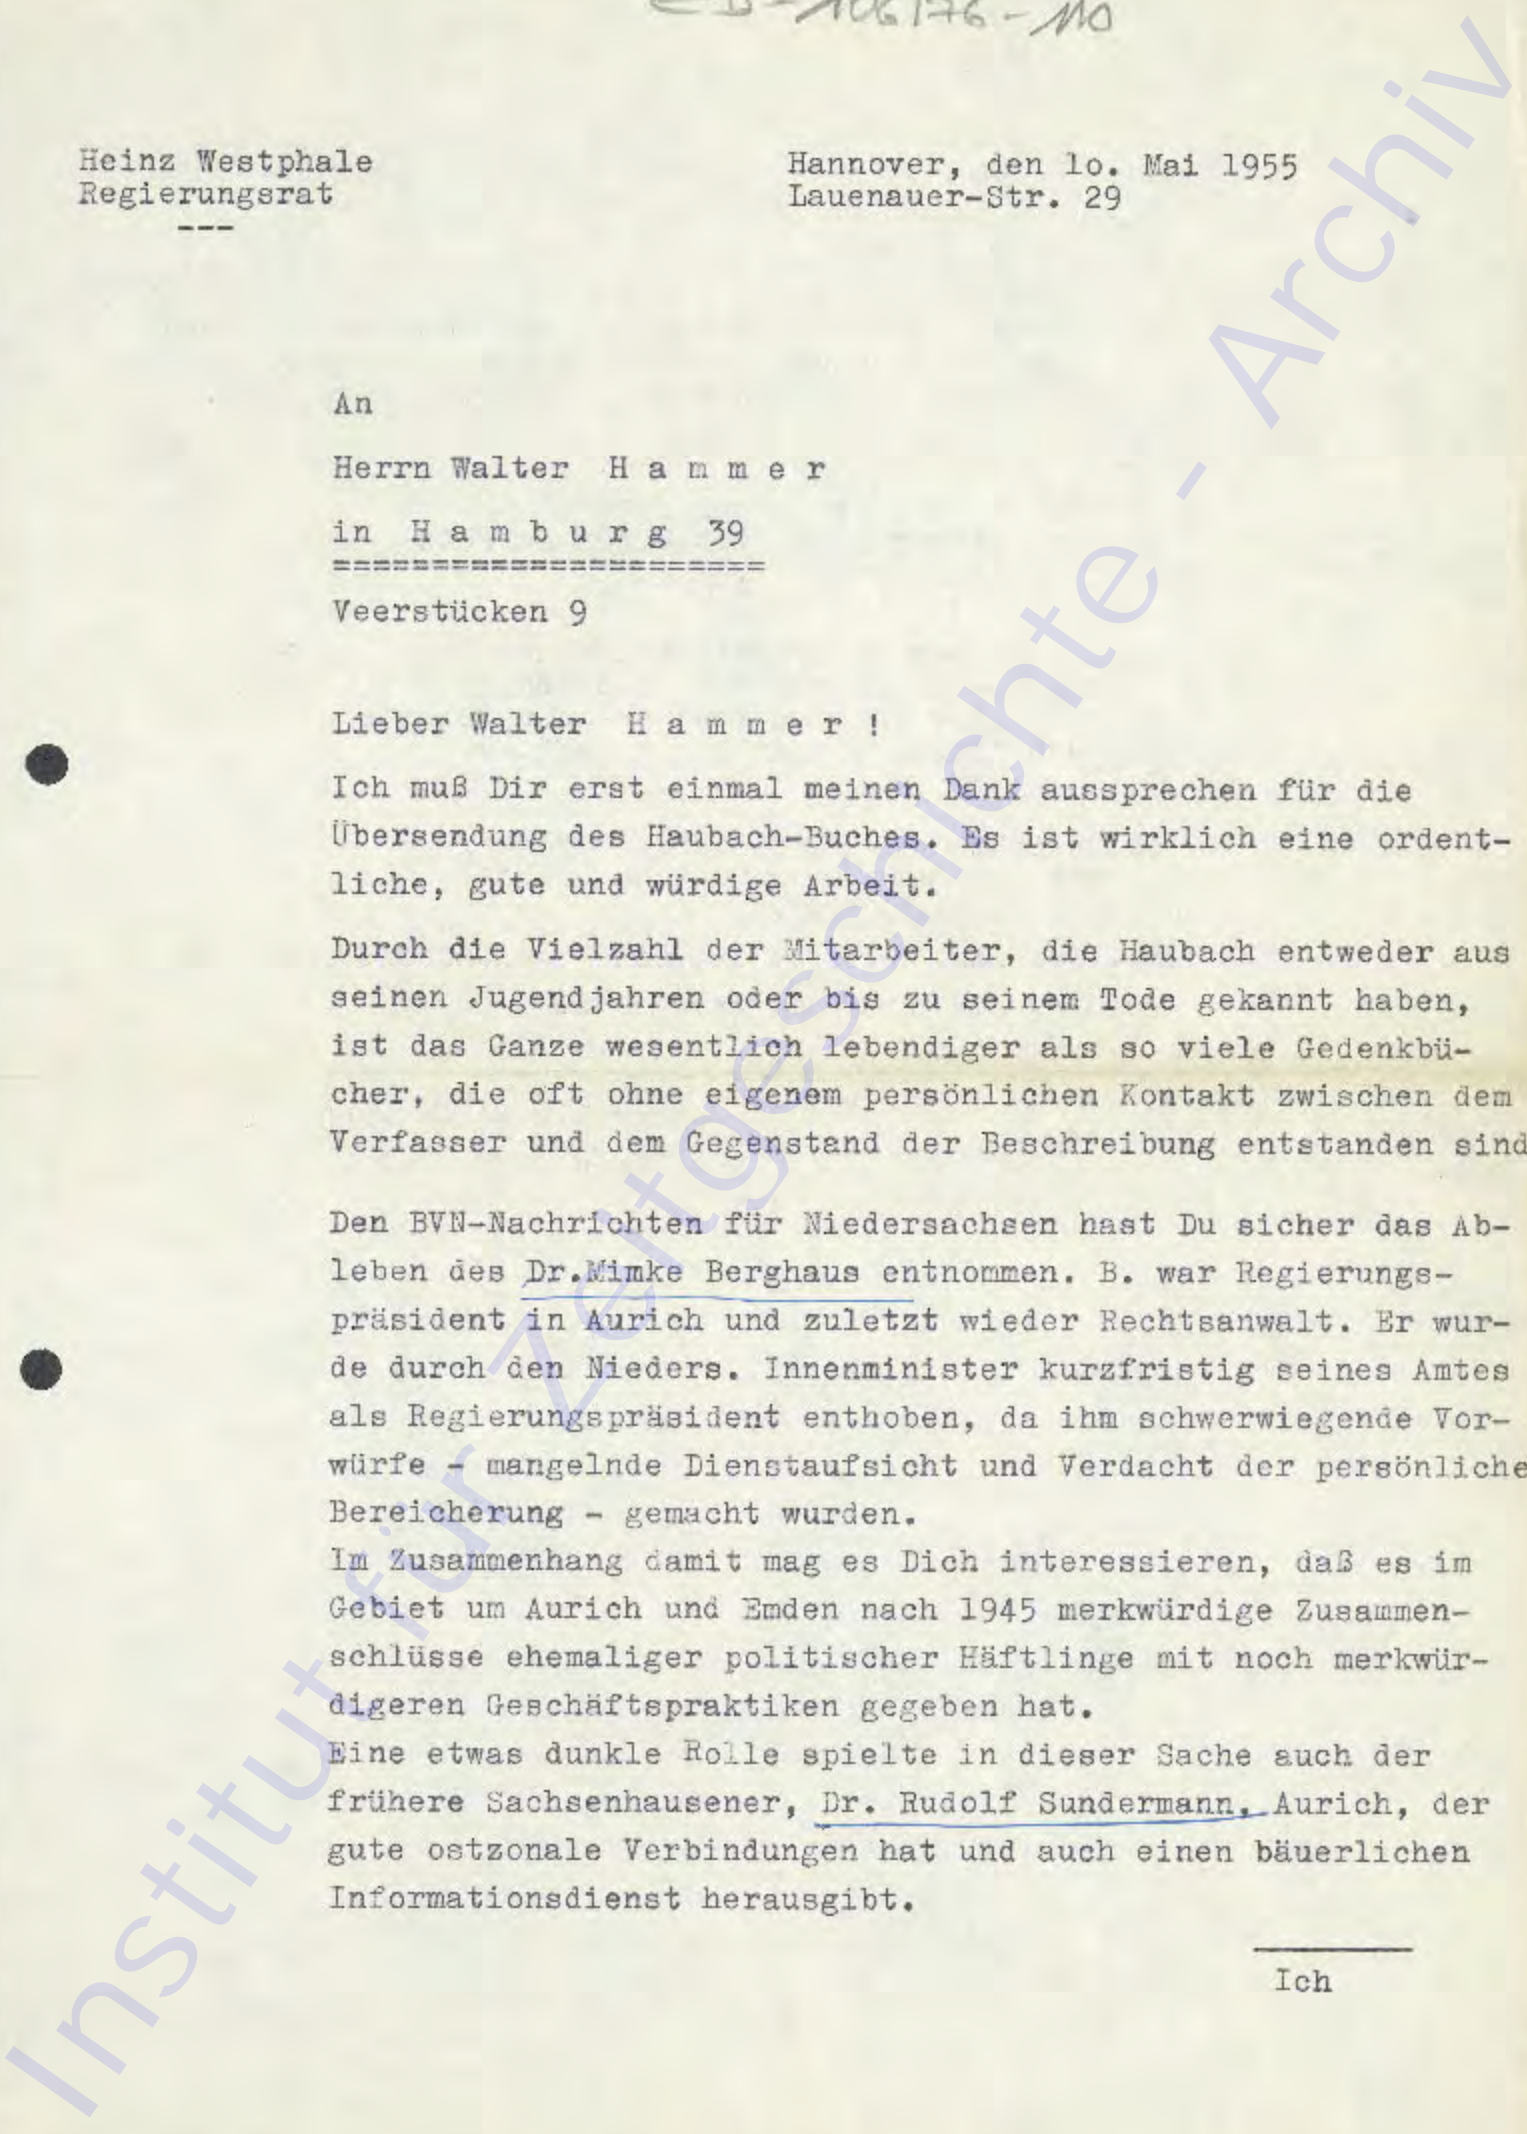 ED-106/76-110
Heinz Westphale
Regierungsrat
---
Hannover, den 1o. Mai 1955
Lauenauer-Str. 29
An
Herrn Walter H a m m e r
in H a m b u r g 39
======================
Veerstücken 9
Lieber Walter H a m m e r !
Ich muß Dir erst einmal meinen Dank aussprechen für die
Übersendung des Haubach-Buches. Es ist wirklich eine ordent-
liche, gute und würdige Arbeit.
Durch die Vielzahl der Mitarbeiter, die Haubach entweder aus
seinen Jugendjahren oder bis zu seinem Tode gekannt haben,
ist das Ganze wesentlich lebendiger als so viele Gedenkbü-
cher, die oft ohne eigenem persönlichen Kontakt zwischen dem
Verfasser und dem Gegenstand der Beschreibung entstanden sind
Den BVN-Nachrichten für Niedersachsen hast Du sicher das Ab-
leben des Dr.Mimke Berghaus entnommen. B. war Regierungs-
präsident in Aurich und zuletzt wieder Rechtsanwalt. Er wur-
de durch den Nieders. Innenminister kurzfristig seines Amtes
als Regierungspräsident enthoben, da ihm schwerwiegende Vor-
würfe - mangelnde Dienstaufsicht und Verdacht der persönliche
Bereicherung - gemacht wurden.
Im Zusammenhang damit mag es Dich interessieren, daß es im
Gebiet um Aurich und Emden nach 1945 merkwürdige Zusammen-
schlüsse ehemaliger politischer Häftlinge mit noch merkwür-
digeren Geschäftspraktiken gegeben hat.
Eine etwas dunkle Rolle spielte in dieser Sache auch der
frühere Sachsenhausener, Dr. Rudolf Sundermann, Aurich, der
gute ostzonale Verbindungen hat und auch einen bäuerlichen
Informationsdienst herausgibt.
Ich
Institut für Zeitgeschichte - Archiv